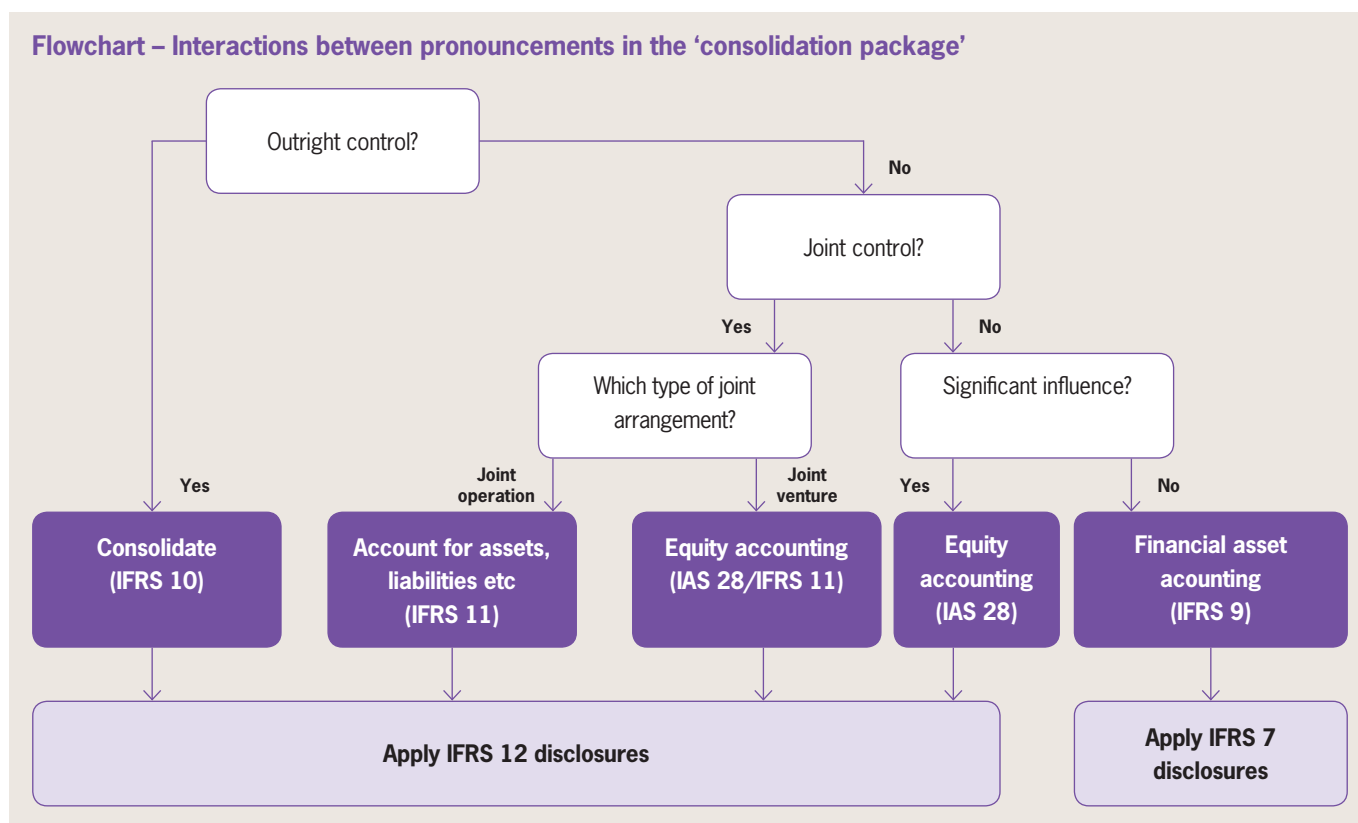 Flowchart – Interactions between pronouncements in the ‘consolidation package’
Outright control?
No
Joint control?
Yes
No
Which type of joint
arrangement?
Significant influence?
Yes
Joint
operation
Joint
venture
Yes
No
Consolidate
(IFRS 10)
Account for assets,
liabilities etc
(IFRS 11)
Equity accounting
(IAS 28/IFRS 11)
Equity
accounting
(IAS 28)
Financial asset
acounting
(IFRS 9)
Apply IFRS 12 disclosures
Apply IFRS 7
disclosures